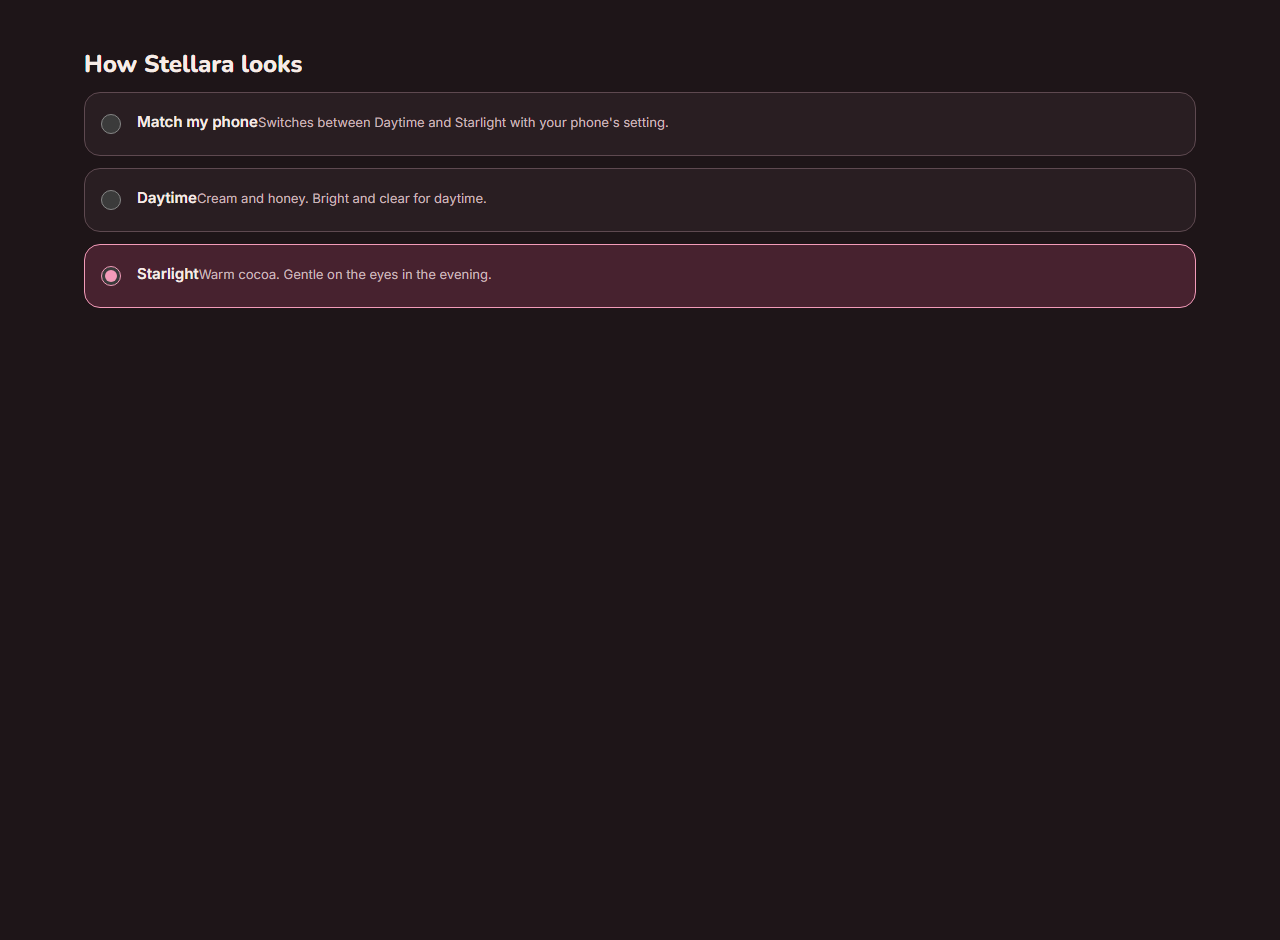 How Stellara looks
Match my phoneSwitches between Daytime and Starlight with your phone's setting.
DaytimeCream and honey. Bright and clear for daytime.
StarlightWarm cocoa. Gentle on the eyes in the evening.